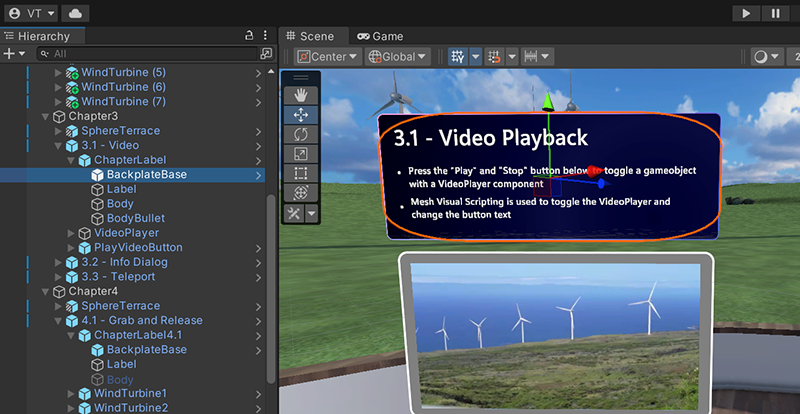 VT
Hierarchy
Scene
Game
All
Center
Global
2
WindTurbine (5)
WindTurbine (6)
WindTurbine (7)
Chapter3
SphereTerrace
3.1 - Video
ChapterLabel
BackplateBase
Label
Body
BodyBullet
VideoPlayer
PlayVideoButton
3.2 - Info Dialog
3.3 - Teleport
Chapter4
SphereTerrace
4.1 - Grab and Release
ChapterLabel4.1
BackplateBase
Label
Body
WindTurbine1
WindTurbine2
3.1 - Video Playback
• Press the "Play" and "Stop" button below to toggle a gameobject
with a VideoPlayer component
• Mesh Visual Scripting is used to toggle the VideoPlayer and
change the button text